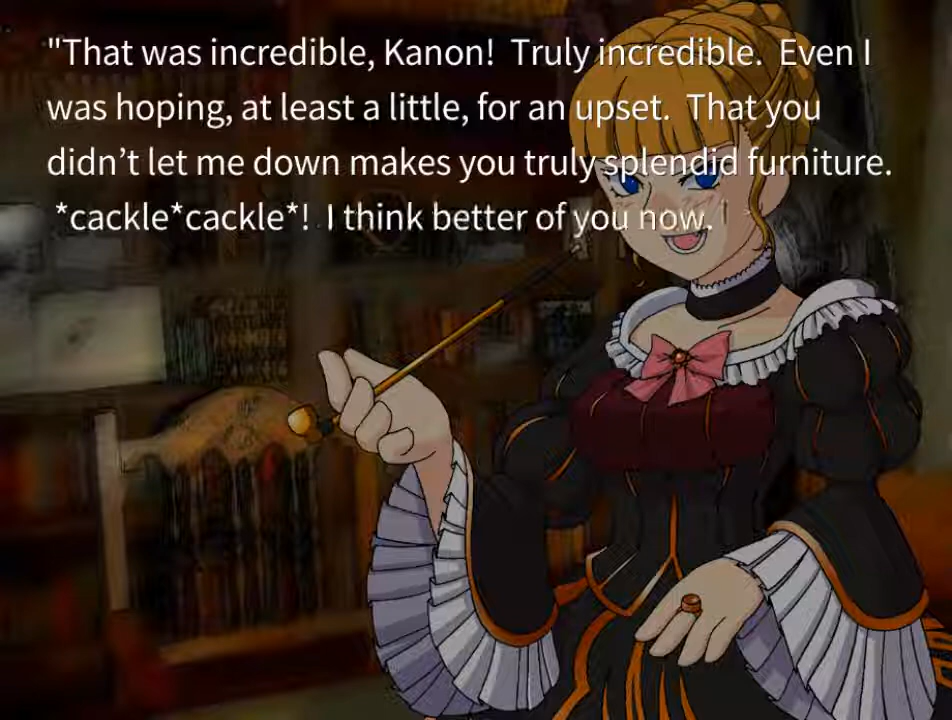 "That was incredible, Kanon!  Truly incredible.  Even I
was hoping, at least a little, for an upset.  That you
didn’t let me down makes you truly splendid furniture.
*cackle*cackle*!  I think better of you now.